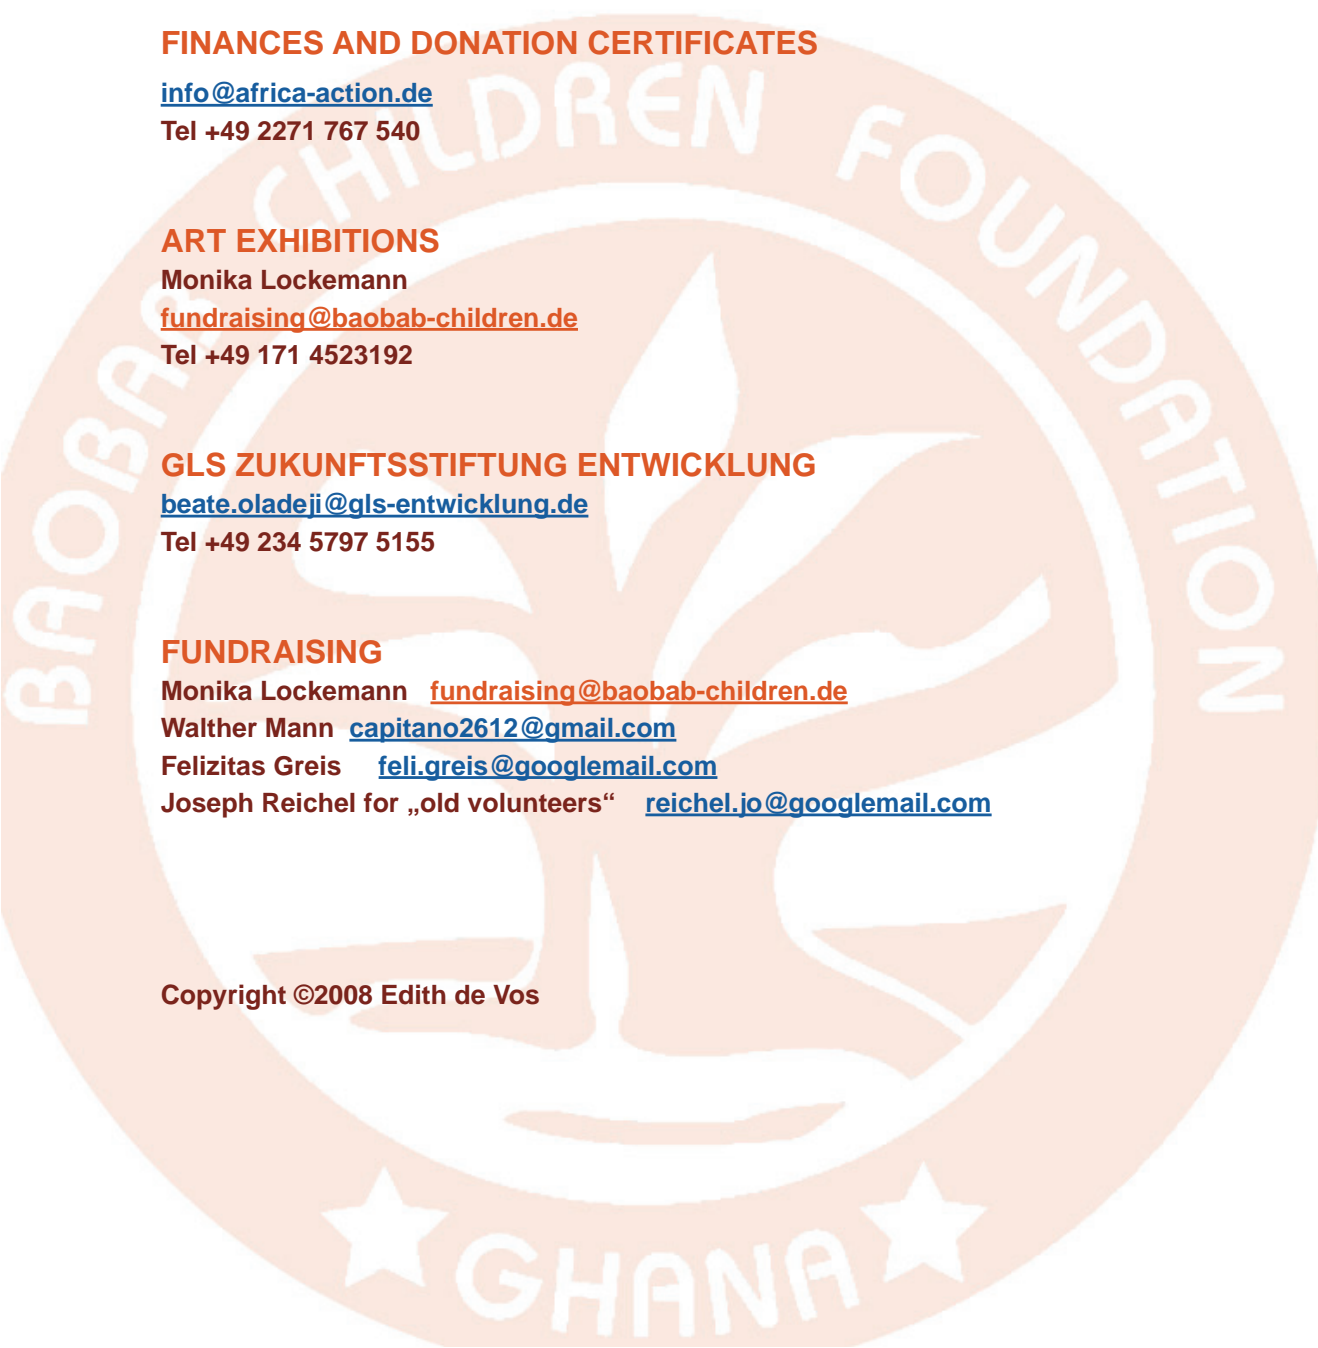 FINANCES AND DONATION CERTIFICATES
info@africa-action.de
Tel +49 2271 767 540
ART EXHIBITIONS
Monika Lockemann
fundraising@baobab-children.de
Tel +49 171 4523192
GLS ZUKUNFTSSTIFTUNG ENTWICKLUNG
beate.oladeji@gls-entwicklung.de
Tel +49 234 5797 5155
FUNDRAISING
Monika Lockemann fundraising@baobab-children.de
Walther Mann capitano2612@gmail.com
Felizitas Greis feli.greis@googlemail.com
Joseph Reichel for „old volunteers“ reichel.jo@googlemail.com
Copyright ©2008 Edith de Vos
BAOBAB CHILDREN FOUNDATION
GHANA